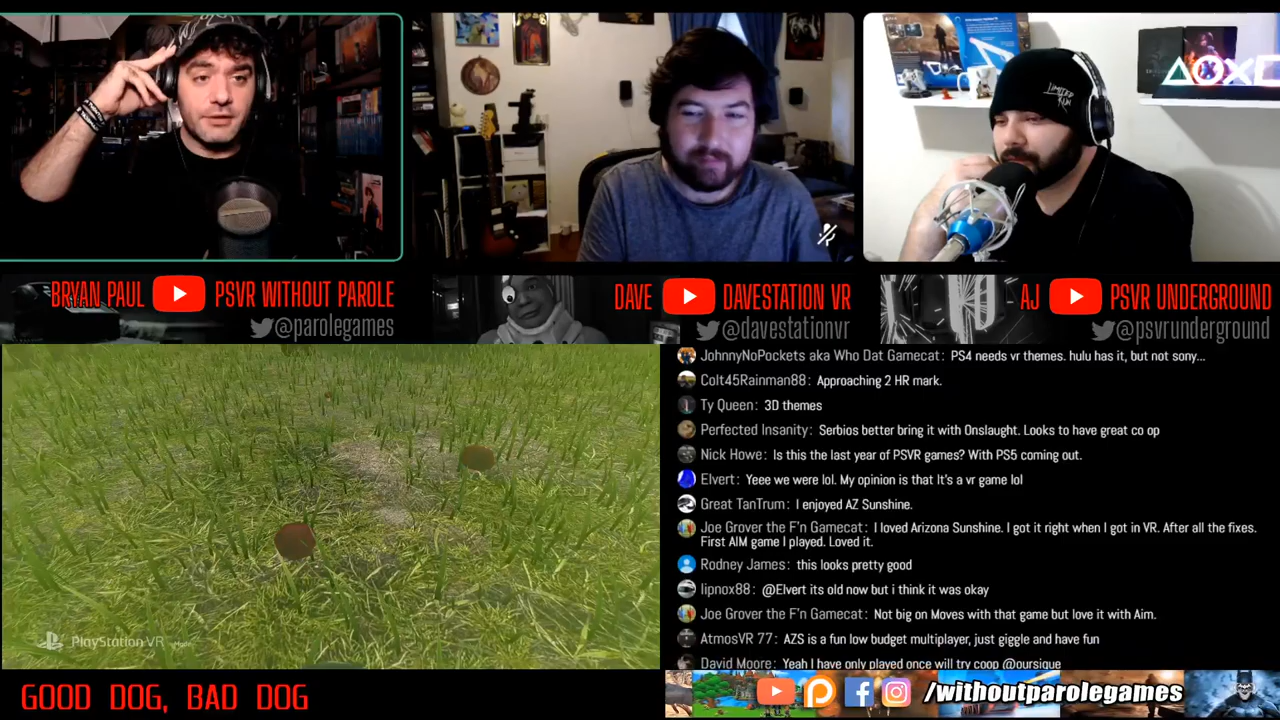 LIMITED
RUN
BRYAN PAUL PSVR WITHOUT PAROLE
@parolegames
DAVE DAVESTATION VR
@davestationvr
AJ PSVR UNDERGROUND
@psvrunderground
JohnnyNoPockets aka Who Dat Gamecat: PS4 needs vr themes. hulu has it, but not sony...
Colt45Rainman88: Approaching 2 HR mark.
Ty Queen: 3D themes
Perfected Insanity: Serbios better bring it with Onslaught. Looks to have great co op
Nick Howe: Is this the last year of PSVR games? With PS5 coming out.
Elvert: Yeee we were lol. My opinion is that It's a vr game lol
Great TanTrum: I enjoyed AZ Sunshine.
Joe Grover the F'n Gamecat: I loved Arizona Sunshine. I got it right when I got in VR. After all the fixes.
First AIM game I played. Loved it.
Rodney James: this looks pretty good
lipnox88: @Elvert its old now but i think it was okay
Joe Grover the F'n Gamecat: Not big on Moves with that game but love it with Aim.
AtmosVR 77: AZS is a fun low budget multiplayer, just giggle and have fun
David Moore: Yeah I have only played once will try coop @oursique
PlayStation VR Mode
GOOD DOG, BAD DOG
/withoutparolegames